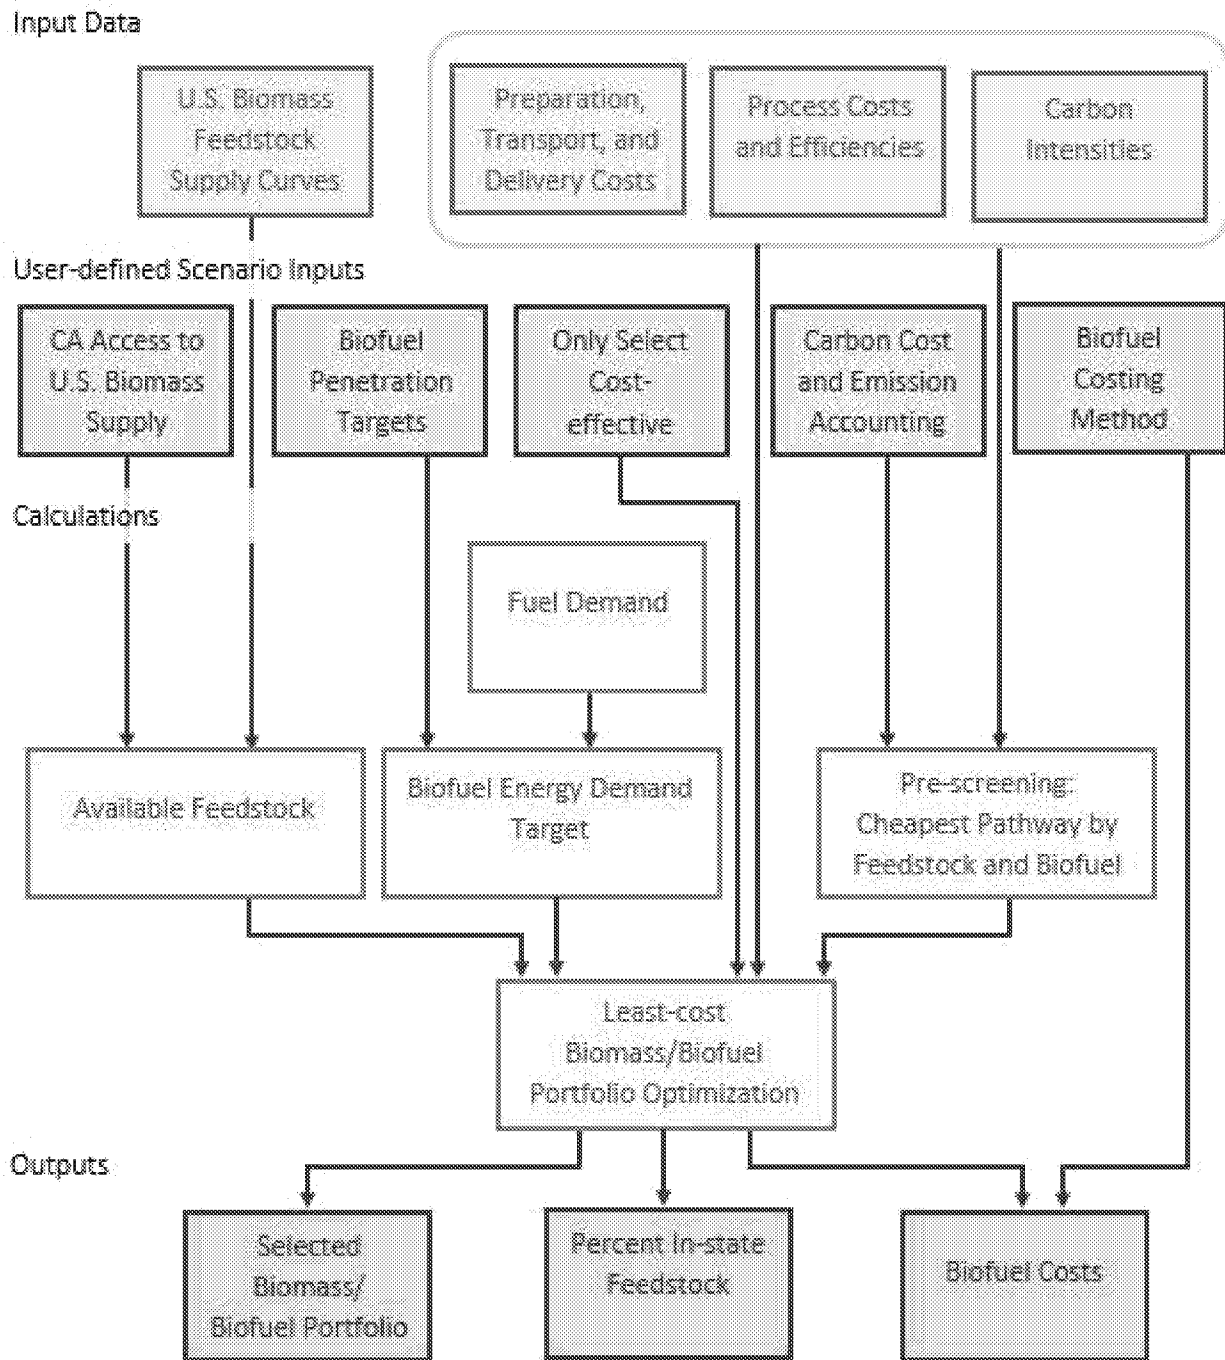 Input Data
U.S. Biomass
Feedstock
Supply Curves
Preparation,
Transport, and
Delivery Costs
Process Costs
and Efficiencies
Carbon
Intensities
User-defined Scenario Inputs
CA Access to
U.S. Biomass
Supply
Biofuel
Penetration
Targets
Only Select
Cost-
effective
Carbon Cost
and Emission
Accounting
Biofuel
Costing
Method
Calculations
Fuel Demand
Available Feedstock
Biofuel Energy Demand
Target
Pre-screening:
Cheapest Pathway by
Feedstock and Biofuel
Least-cost
Biomass/Biofuel
Portfolio Optimization
Outputs
Selected
Biomass/
Biofuel Portfolio
Percent In-state
Feedstock
Biofuel Costs